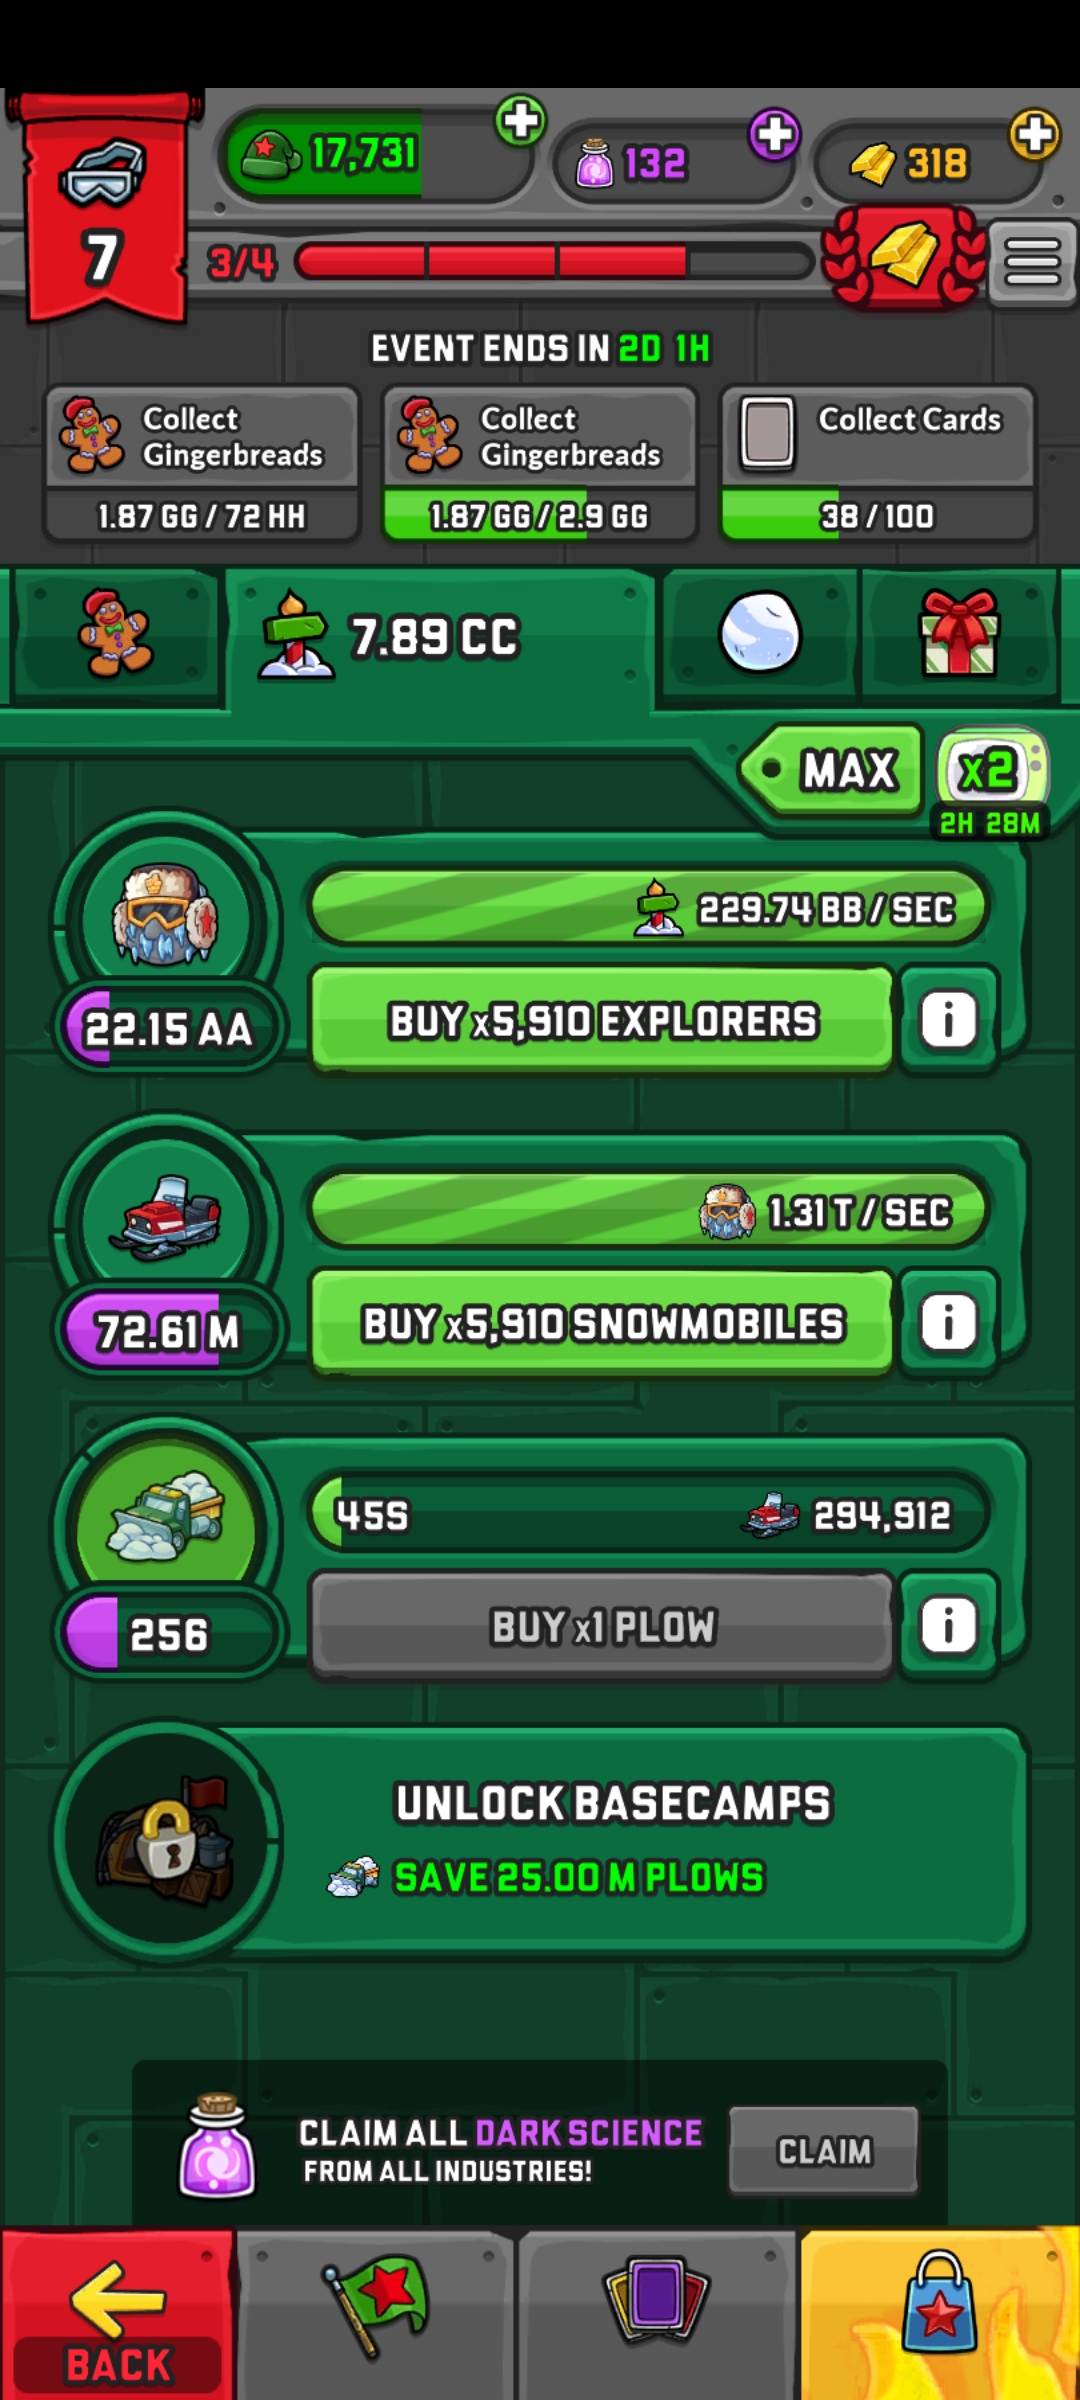 17,731
132
318
7
3/4
EVENT ENDS IN 2D 1H
Collect
Gingerbreads
1.87 GG / 72 HH
Collect
Gingerbreads
1.87 GG / 2.9 GG
Collect Cards
38 / 100
7.89 CC
MAX
x2
2H 28M
229.74 BB / SEC
22.15 AA
BUY x5,910 EXPLORERS
i
1.31 T / SEC
72.61 M
BUY x5,910 SNOWMOBILES
i
45S
294,912
256
BUY x1 PLOW
i
UNLOCK BASECAMPS
SAVE 25.00 M PLOWS
CLAIM ALL DARK SCIENCE
FROM ALL INDUSTRIES!
CLAIM
BACK